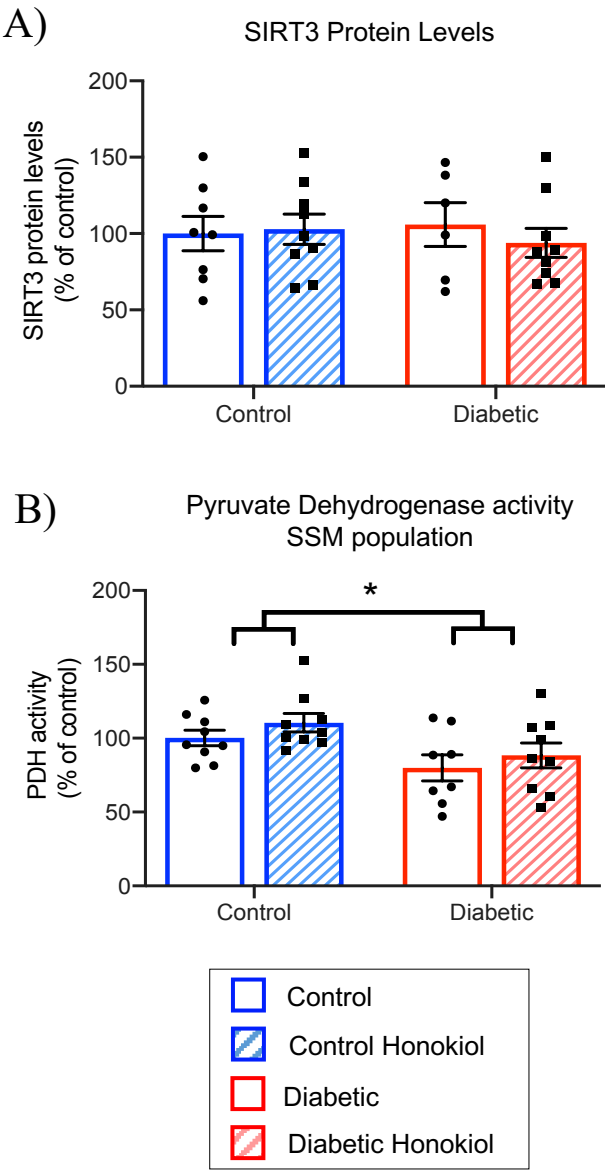 A)
SIRT3 Protein Levels
SIRT3 protein levels
(% of control)
200
150
100
50
0
Control
Diabetic
B)
Pyruvate Dehydrogenase activity
SSM population
PDH activity
(% of control)
200
150
100
50
0
*
Control
Diabetic
Control
Control Honokiol
Diabetic
Diabetic Honokiol